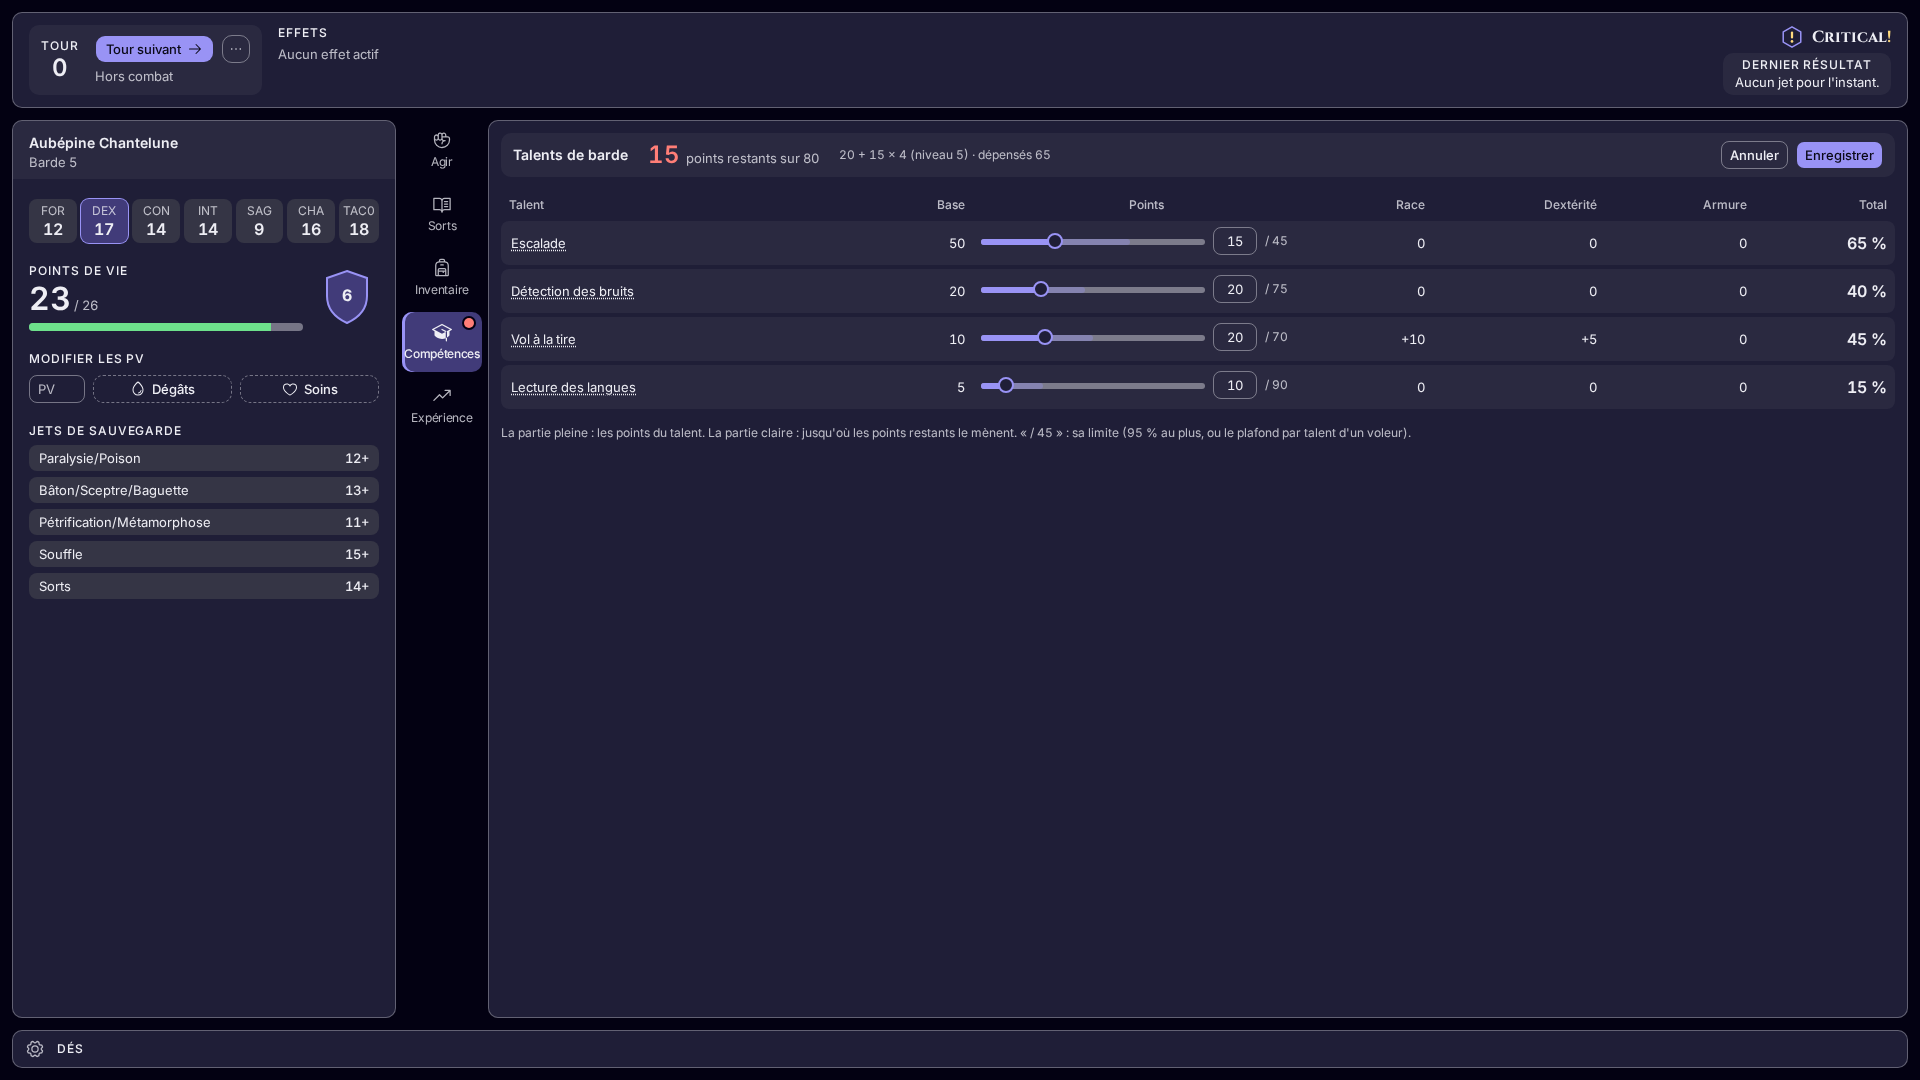 TOUR
0
Tour suivant →
Hors combat
EFFETS
Aucun effet actif
CRITICAL!
DERNIER RÉSULTAT
Aucun jet pour l'instant.
Aubépine Chantelune
Barde 5
FOR DEX CON INT SAG CHA TAC0
12 17 14 14 9 16 18
POINTS DE VIE
23 / 26
6
MODIFIER LES PV
PV Dégâts Soins
JETS DE SAUVEGARDE
Paralysie/Poison 12+
Bâton/Sceptre/Baguette 13+
Pétrification/Métamorphose 11+
Souffle 15+
Sorts 14+
Agir
Sorts
Inventaire
Compétences
Expérience
Talents de barde 15 points restants sur 80 20 + 15 × 4 (niveau 5) · dépensés 65 Annuler Enregistrer
Talent Base Points Race Dextérité Armure Total
Escalade 50 15 / 45 0 0 0 65 %
Détection des bruits 20 20 / 75 0 0 0 40 %
Vol à la tire 10 20 / 70 +10 +5 0 45 %
Lecture des langues 5 10 / 90 0 0 0 15 %
La partie pleine : les points du talent. La partie claire : jusqu'où les points restants le mènent. « / 45 » : sa limite (95 % au plus, ou le plafond par talent d'un voleur).
DÉS